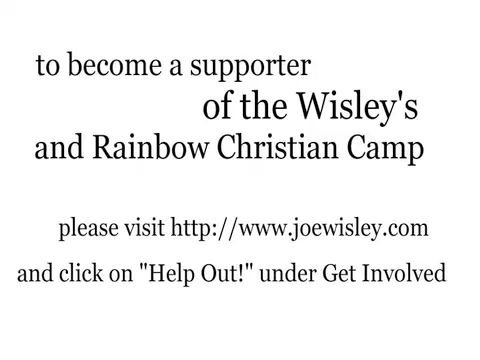 to become a supporter
of the Wisley's
and Rainbow Christian Camp
please visit http://www.joewisley.com
and click on "Help Out!" under Get Involved